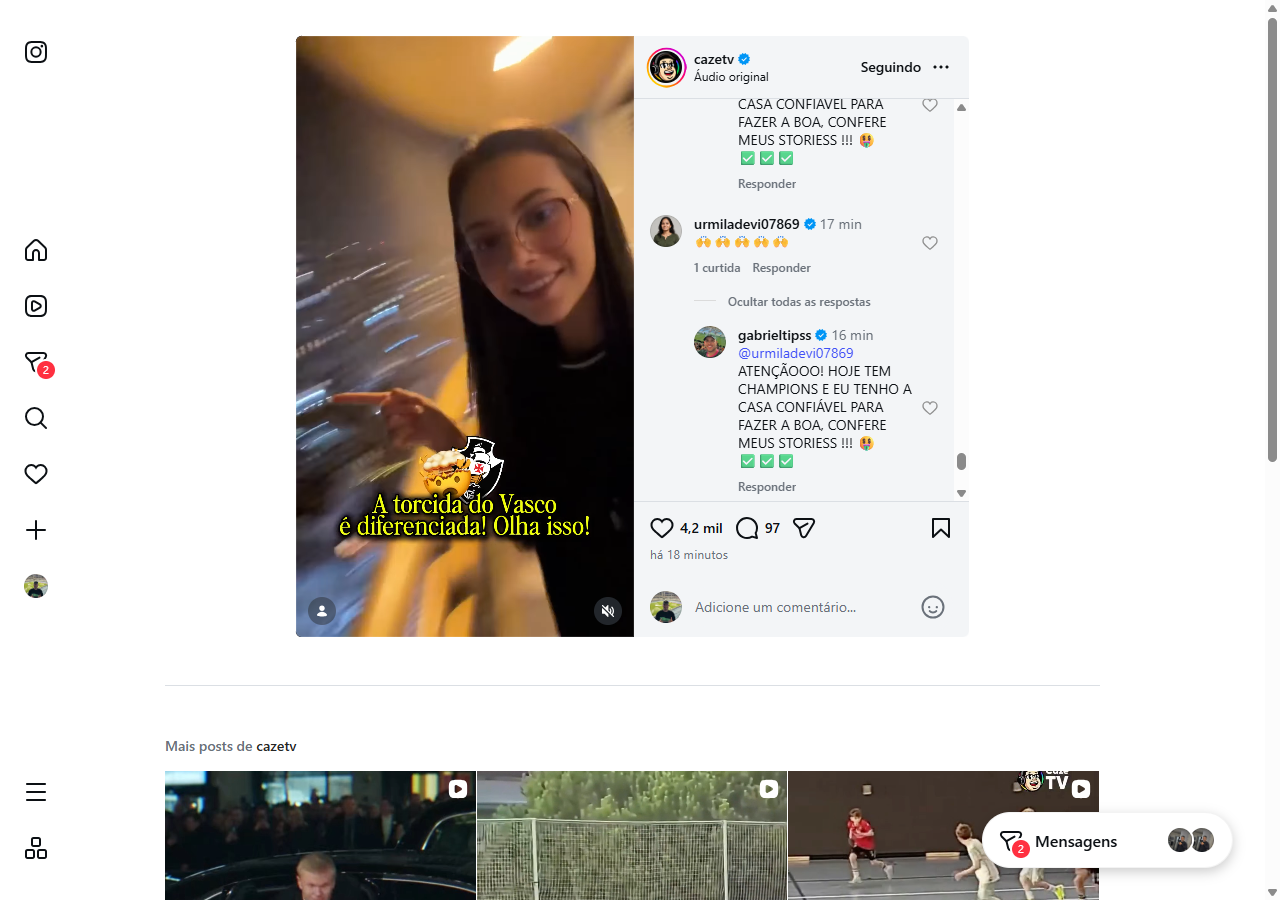 cazetv
Áudio original
Seguindo
CASA CONFIÁVEL PARA
FAZER A BOA, CONFERE
MEUS STORIESS !!! 🤑
✅✅✅
Responder
urmiladevi07869 17 min
🙌🙌🙌🙌🙌
1 curtida Responder
Ocultar todas as respostas
gabrieltipss 16 min
@urmiladevi07869
ATENÇÃOOO! HOJE TEM
CHAMPIONS E EU TENHO A
CASA CONFIÁVEL PARA
FAZER A BOA, CONFERE
MEUS STORIESS !!! 🤑
✅✅✅
Responder
A torcida do Vasco
é diferenciada! Olha isso!
4,2 mil 97
há 18 minutos
Adicione um comentário...
2
Mais posts de cazetv
TV
2
Mensagens